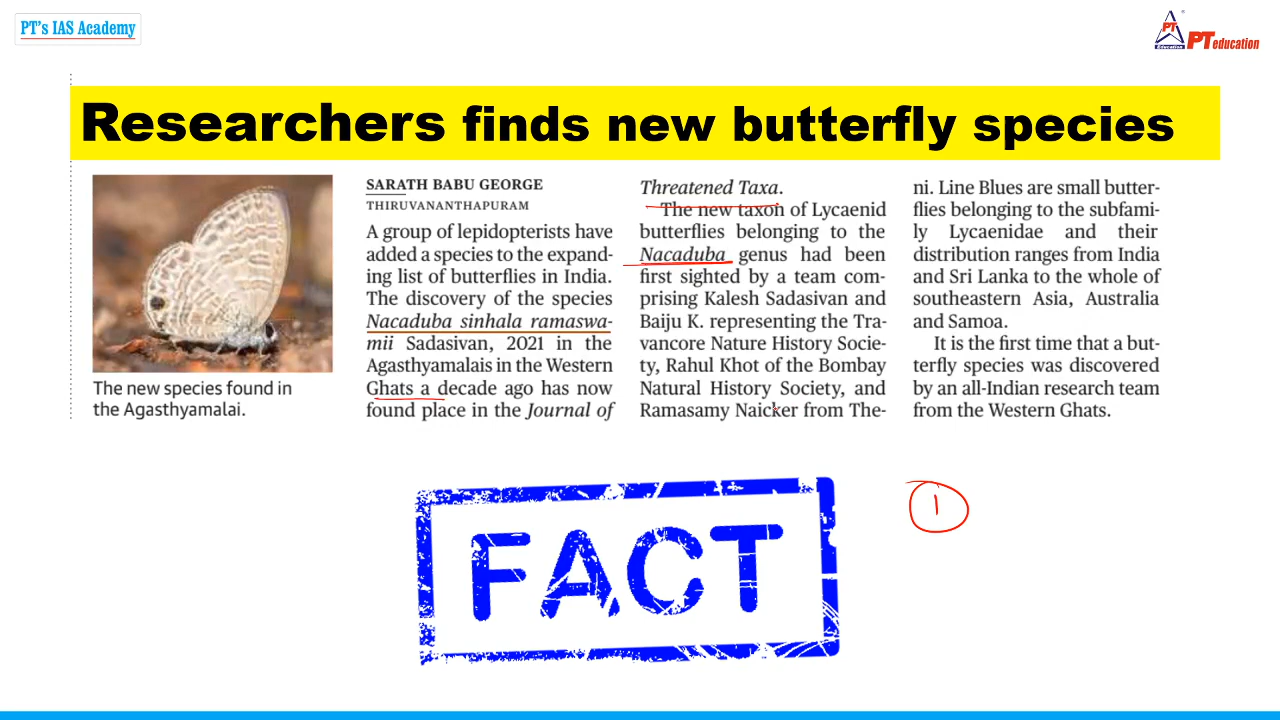 PT's IAS Academy
PT
Education
PT education
Researchers finds new butterfly species
The new species found in
the Agasthyamalai.
SARATH BABU GEORGE
THIRUVANANTHAPURAM
A group of lepidopterists have
added a species to the expand-
ing list of butterflies in India.
The discovery of the species
Nacaduba sinhala ramaswa-
mii Sadasivan, 2021 in the
Agasthyamalais in the Western
Ghats a decade ago has now
found place in the Journal of
Threatened Taxa.
The new taxon of Lycaenid
butterflies belonging to the
Nacaduba genus had been
first sighted by a team com-
prising Kalesh Sadasivan and
Baiju K. representing the Tra-
vancore Nature History Socie-
ty, Rahul Khot of the Bombay
Natural History Society, and
Ramasamy Naicker from The-
ni. Line Blues are small butter-
flies belonging to the subfami-
ly Lycaenidae and their
distribution ranges from India
and Sri Lanka to the whole of
southeastern Asia, Australia
and Samoa.
It is the first time that a but-
terfly species was discovered
by an all-Indian research team
from the Western Ghats.
FACT
1